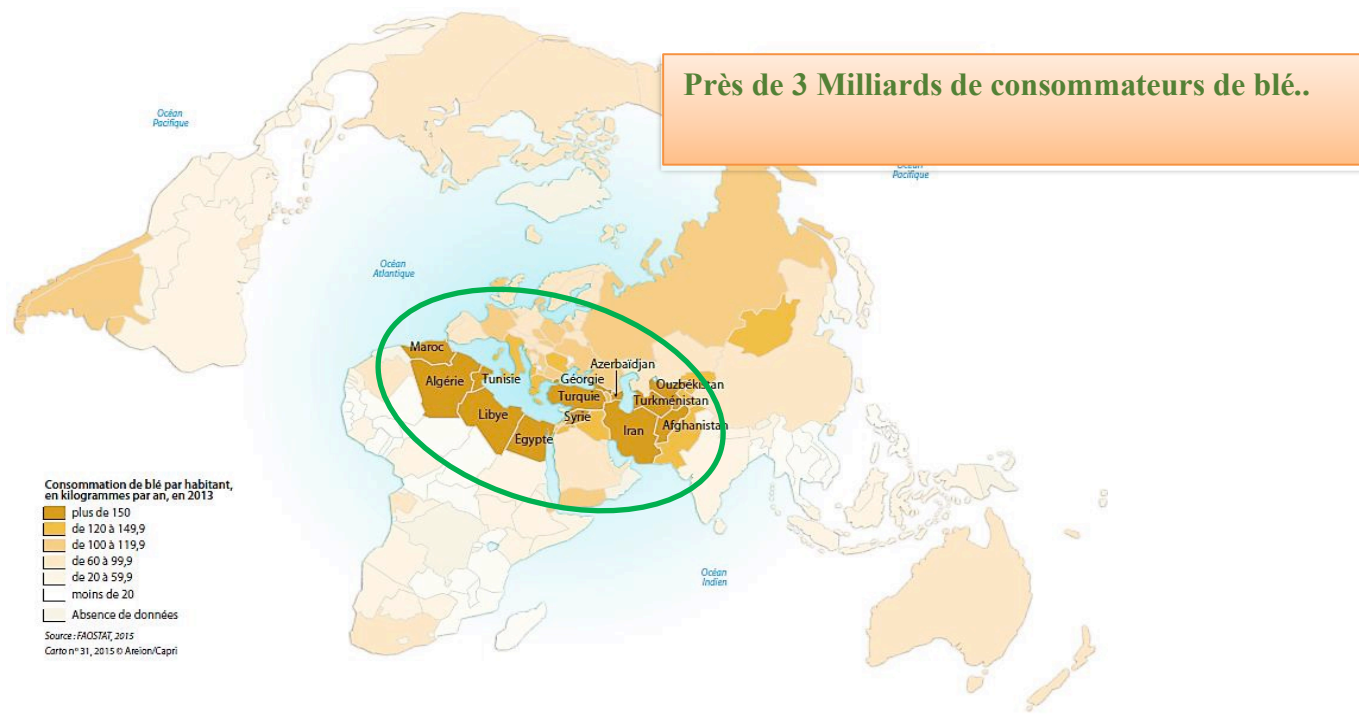 Près de 3 Milliards de consommateurs de blé..
Océan
Pacifique
Océan
Pacifique
Océan
Atlantique
Maroc
Algérie
Tunisie
Libye
Égypte
Géorgie
Turquie
Syrie
Azerbaïdjan
Ouzbékistan
Turkménistan
Iran
Afghanistan
Océan
Indien
Consommation de blé par habitant,
en kilogrammes par an, en 2013
plus de 150
de 120 à 149,9
de 100 à 119,9
de 60 à 99,9
de 20 à 59,9
moins de 20
Absence de données
Source : FAOSTAT, 2015
Carto nº 31, 2015 © Areion/Capri